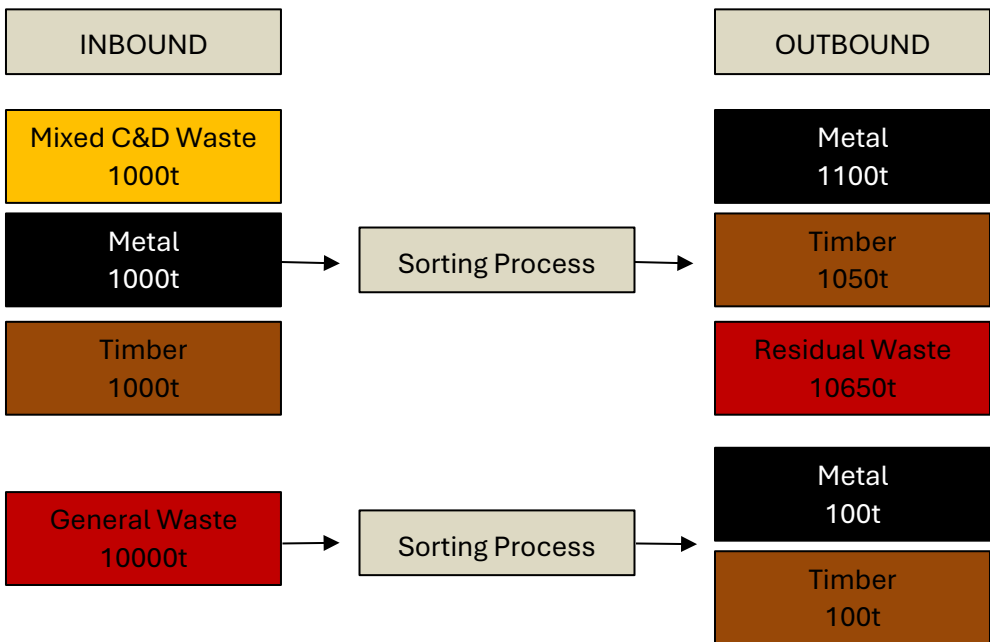 INBOUND
OUTBOUND
Mixed C&D Waste
1000t
Metal
1000t
Timber
1000t
Sorting Process
Metal
1100t
Timber
1050t
Residual Waste
10650t
General Waste
10000t
Sorting Process
Metal
100t
Timber
100t